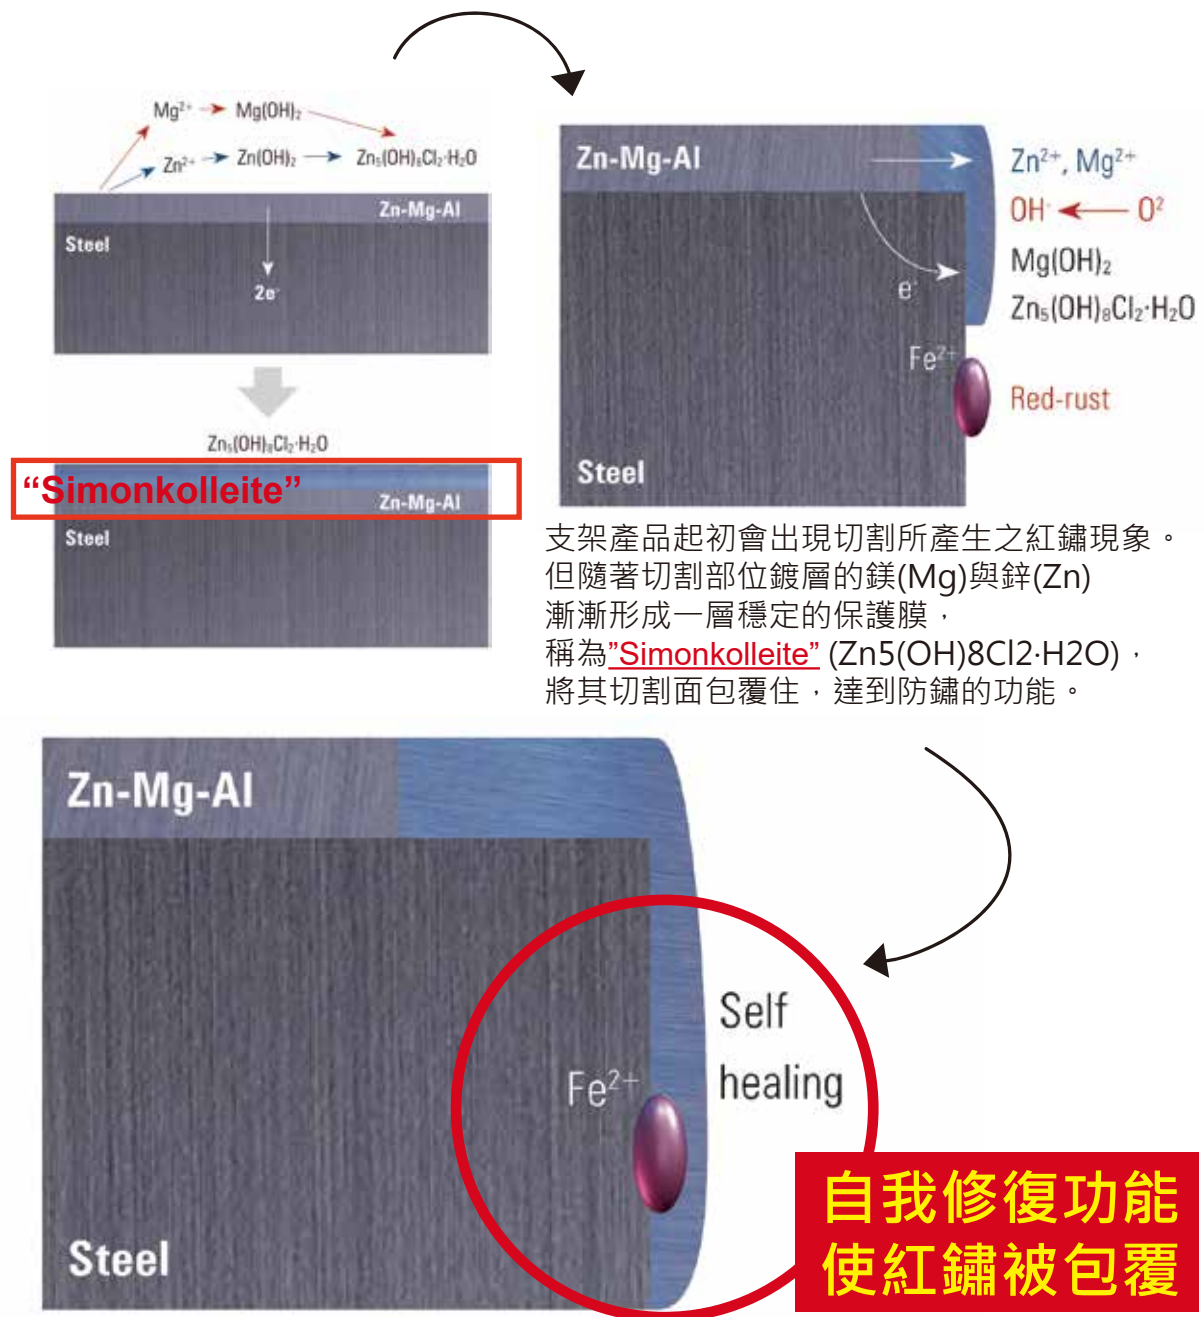 Mg²⁺ Mg(OH)₂
Zn²⁺ Zn(OH)₂ Zn₅(OH)₈Cl₂·H₂O
Zn-Mg-Al
Steel
2e⁻
Zn₅(OH)₈Cl₂·H₂O
“Simonkolleite”
Zn-Mg-Al
Steel
Zn-Mg-Al
Zn²⁺, Mg²⁺
OH⁻ O²
Mg(OH)₂
e⁻
Zn₅(OH)₈Cl₂·H₂O
Fe²⁺
Red-rust
Steel
支架產品起初會出現切割所產生之紅鏽現象。
但隨著切割部位鍍層的鎂(Mg)與鋅(Zn)
漸漸形成一層穩定的保護膜，
稱為”Simonkolleite” (Zn5(OH)8Cl2·H2O)，
將其切割面包覆住，達到防鏽的功能。
Zn-Mg-Al
Self
healing
Fe²⁺
Steel
自我修復功能
使紅鏽被包覆